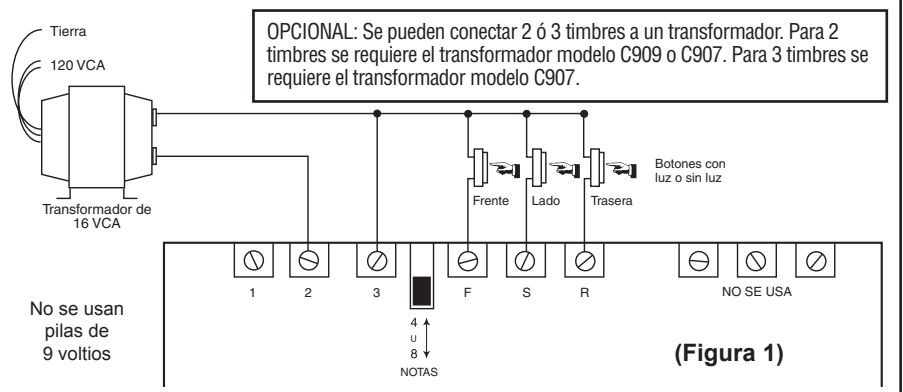 OPCIONAL: Se pueden conectar 2 ó 3 timbres a un transformador. Para 2
timbres se requiere el transformador modelo C909 o C907. Para 3 timbres se
requiere el transformador modelo C907.
Tierra
120 VCA
Transformador de
16 VCA
Botones con
luz o sin luz
Frente
Lado
Trasera
1
2
3
F
S
R
NO SE USA
4
U
8
NOTAS
No se usan
pilas de
9 voltios
(Figura 1)